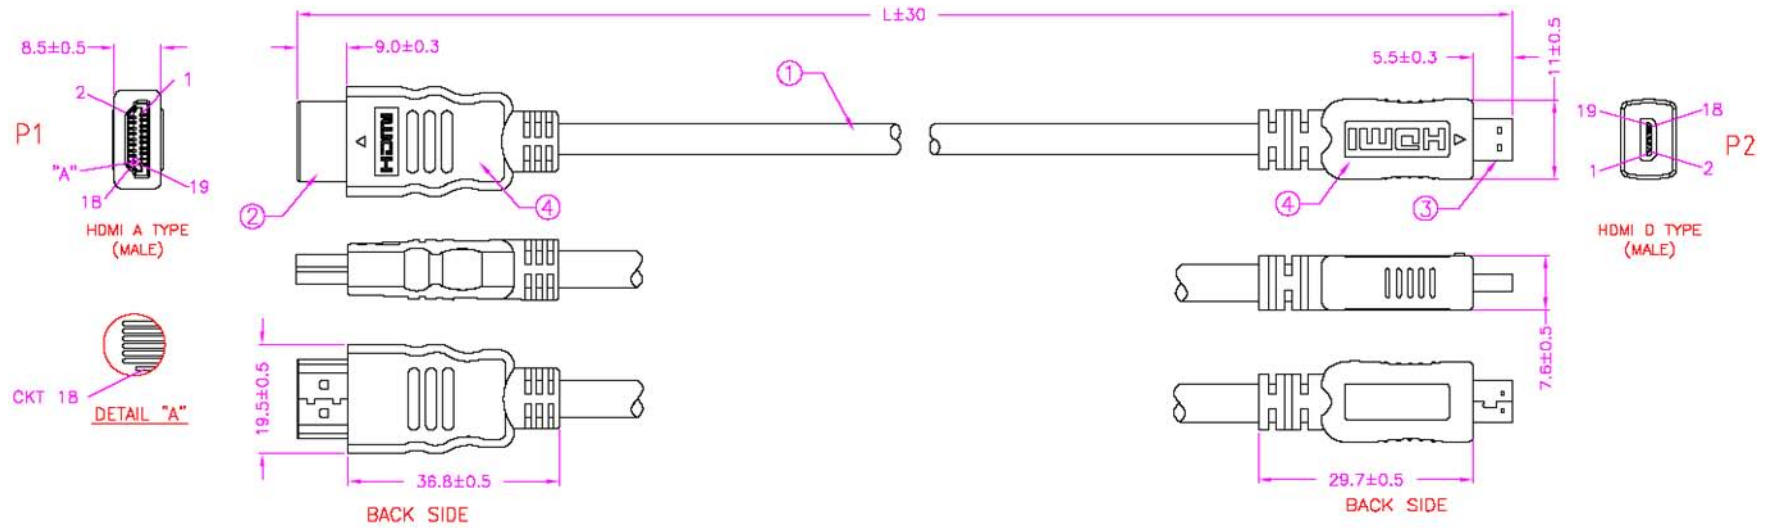 L±30
8.5±0.5
9.0±0.3
5.5±0.3
11±0.5
1
2
P1
"A"
18
19
HDMI A TYPE
(MALE)
1
HDMI
2
4
HDMI
4
3
19
18
P2
1
2
HDMI D TYPE
(MALE)
CKT 18
DETAIL "A"
19.5±0.5
36.8±0.5
BACK SIDE
7.6±0.5
29.7±0.5
BACK SIDE